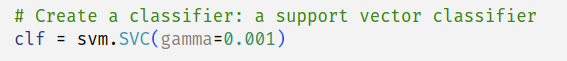 # Create a classifier: a support vector classifier
clf = svm.SVC(gamma=0.001)